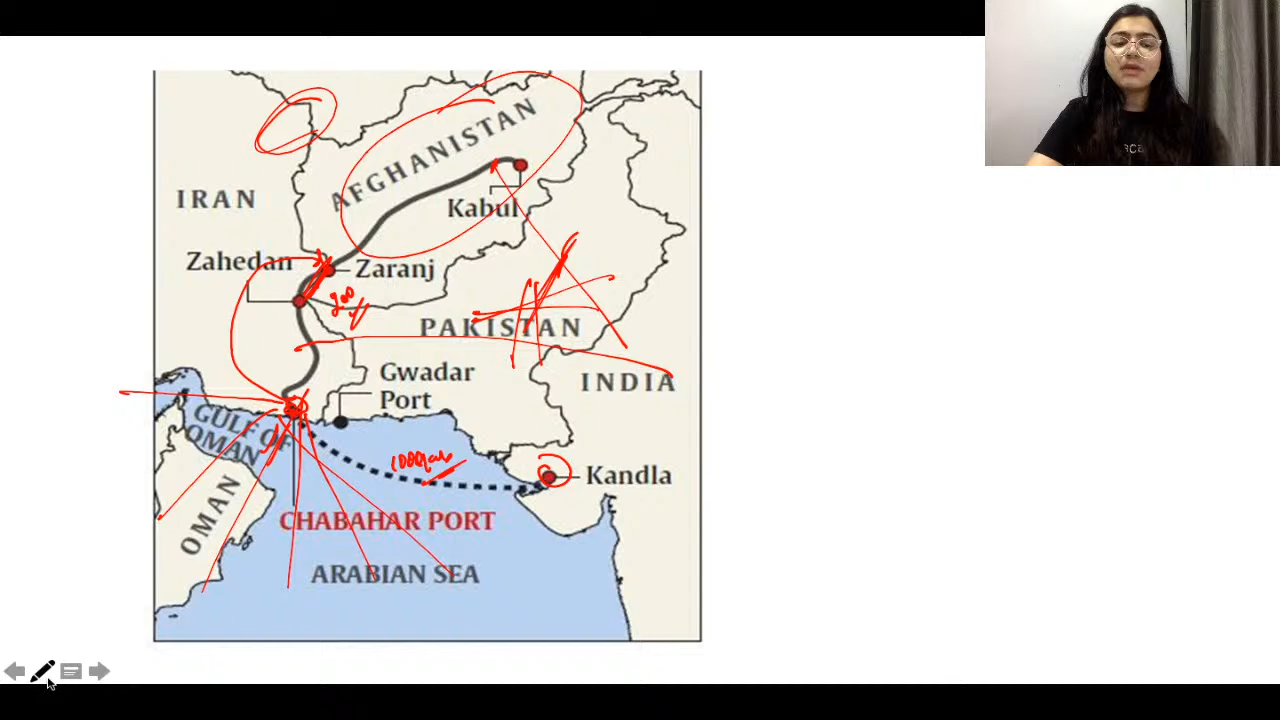 AFGHANISTAN
IRAN
Kabul
Zahedan
Zaranj
PAKISTAN
Gwadar
Port
INDIA
GULF OF
OMAN
Kandla
OMAN
CHABAHAR PORT
ARABIAN SEA